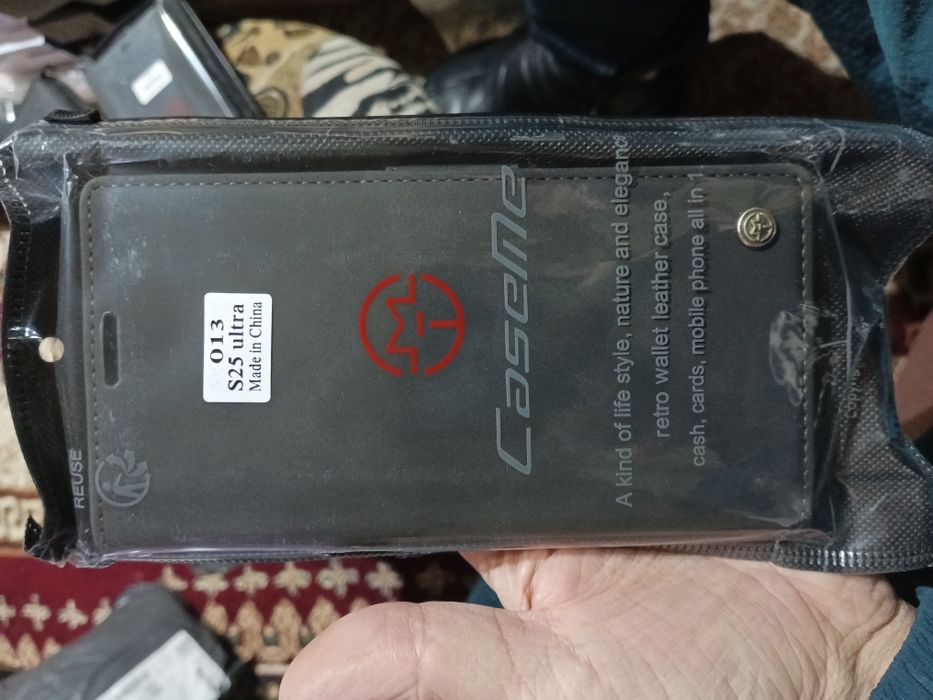 013
S25 ultra
Made in China
CaseMe
A kind of life style, nature and elegance
retro wallet leather case,
cash, cards, mobile phone all in 1
REUSE